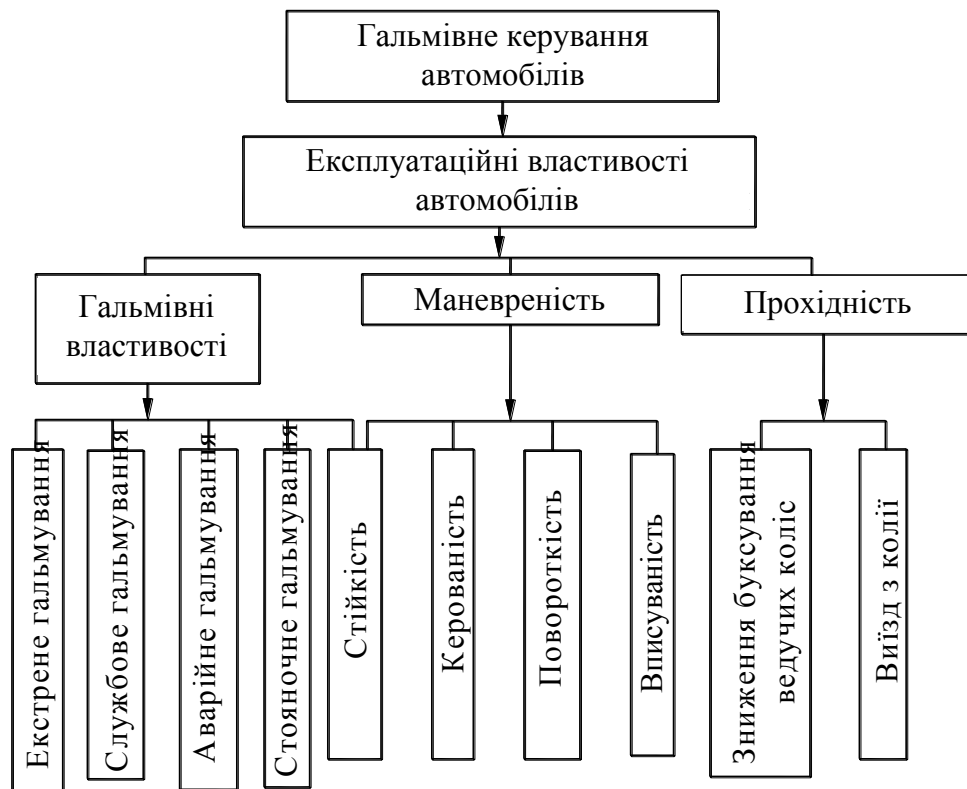 Гальмівне керування
автомобілів
Експлуатаційні властивості
автомобілів
Гальмівні
властивості
Маневреність
Прохідність
Екстрене гальмування
Службове гальмування
Аварійне гальмування
Стояночне гальмування
Стійкість
Керованість
Повороткість
Вписуваність
Зниження буксування
ведучих коліс
Виїзд з колії